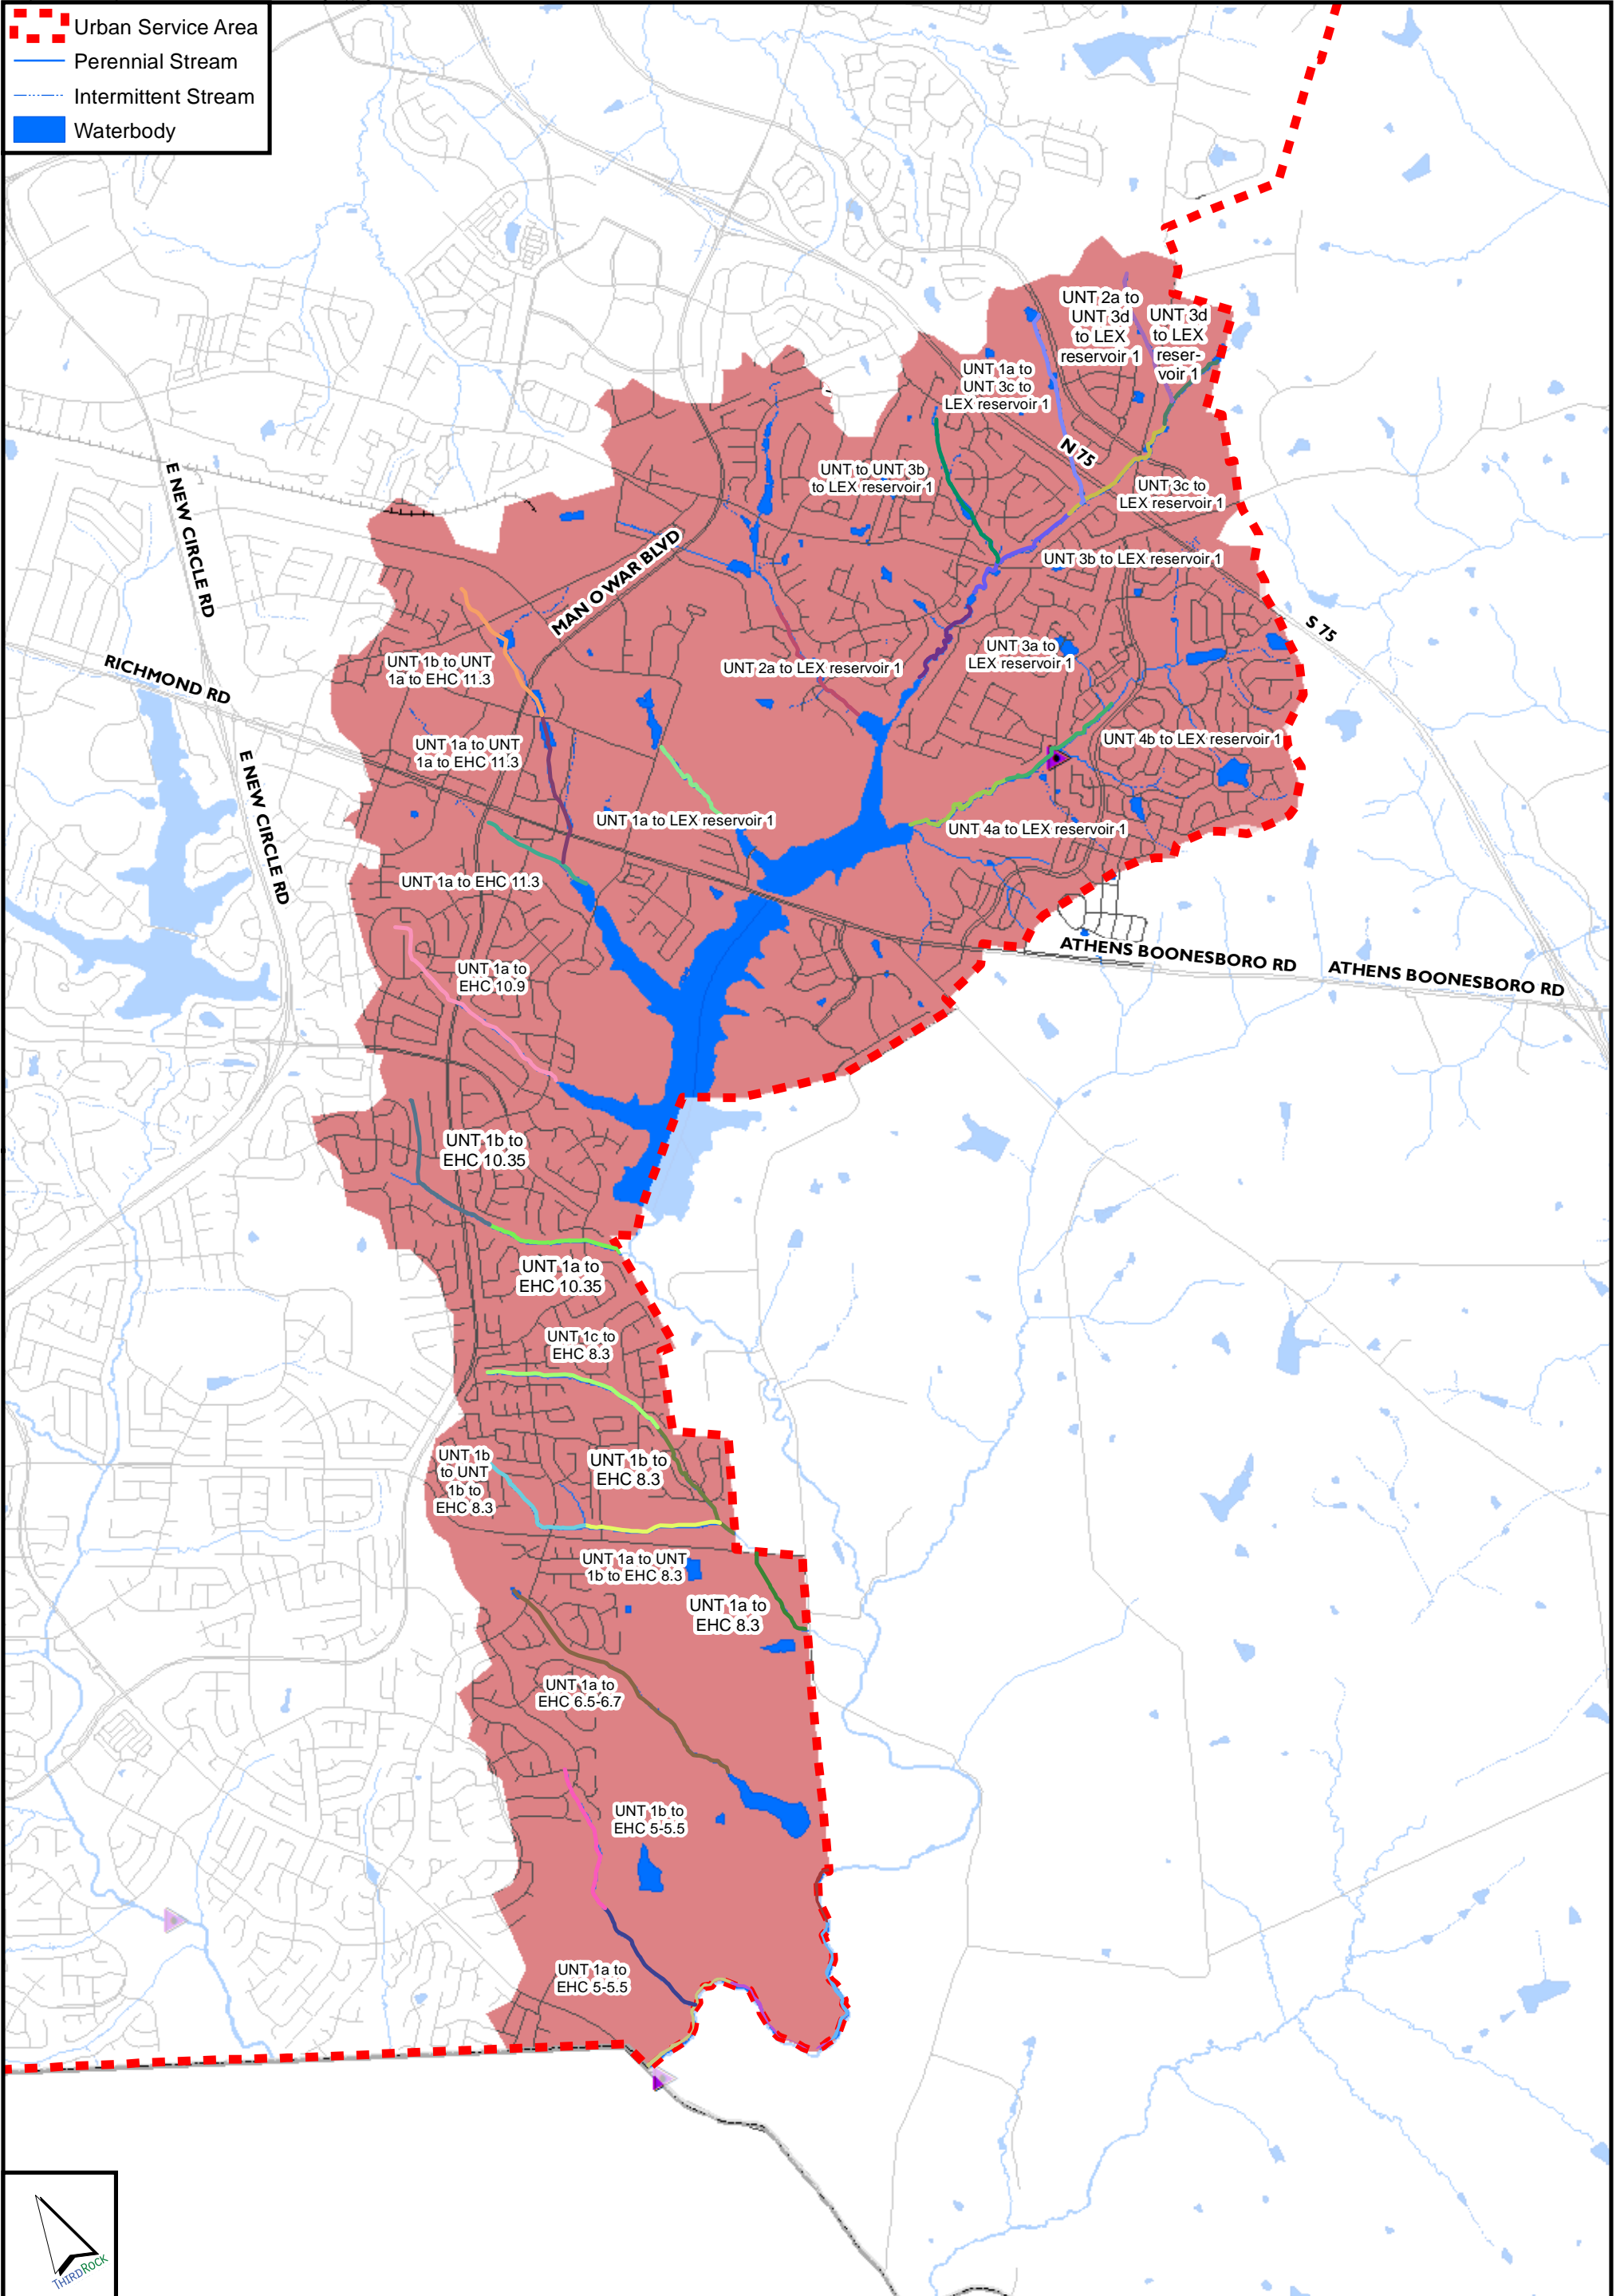 Urban Service Area
Perennial Stream
Intermittent Stream
Waterbody
UNT 2a to
UNT 3d
to LEX
reservoir 1
UNT 3d
to LEX
reser-
voir 1
UNT 1a to
UNT 3c to
LEX reservoir 1
N 75
UNT to UNT 3b
to LEX reservoir 1
UNT 3c to
LEX reservoir 1
E NEW CIRCLE RD
MAN O WAR BLVD
UNT 3b to LEX reservoir 1
S 75
RICHMOND RD
UNT 1b to UNT
1a to EHC 11.3
UNT 2a to LEX reservoir 1
UNT 3a to
LEX reservoir 1
UNT 1a to UNT
1a to EHC 11.3
UNT 4b to LEX reservoir 1
E NEW CIRCLE RD
UNT 1a to LEX reservoir 1
UNT 4a to LEX reservoir 1
UNT 1a to EHC 11.3
ATHENS BOONESBORO RD
ATHENS BOONESBORO RD
UNT 1a to
EHC 10.9
UNT 1b to
EHC 10.35
UNT 1a to
EHC 10.35
UNT 1c to
EHC 8.3
UNT 1b
to UNT
1b to
EHC 8.3
UNT 1b to
EHC 8.3
UNT 1a to UNT
1b to EHC 8.3
UNT 1a to
EHC 8.3
UNT 1a to
EHC 6.5-6.7
UNT 1b to
EHC 5-5.5
UNT 1a to
EHC 5-5.5
THIRDROCK